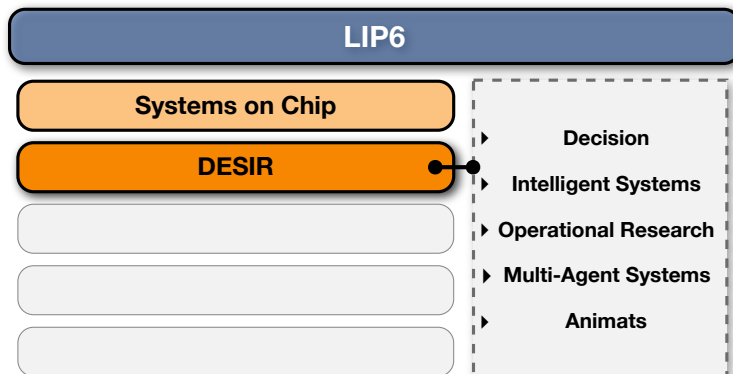 LIP6
Systems on Chip
DESIR
Decision
Intelligent Systems
Operational Research
Multi-Agent Systems
Animats